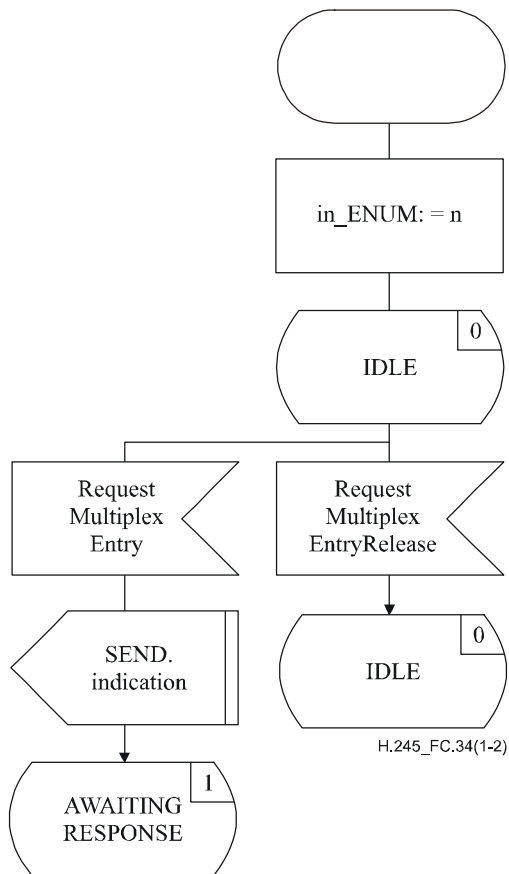 in_ENUM: = n
0
IDLE
Request
Multiplex
Entry
Request
Multiplex
EntryRelease
SEND.
indication
0
IDLE
H.245_FC.34(1-2)
1
AWAITING
RESPONSE